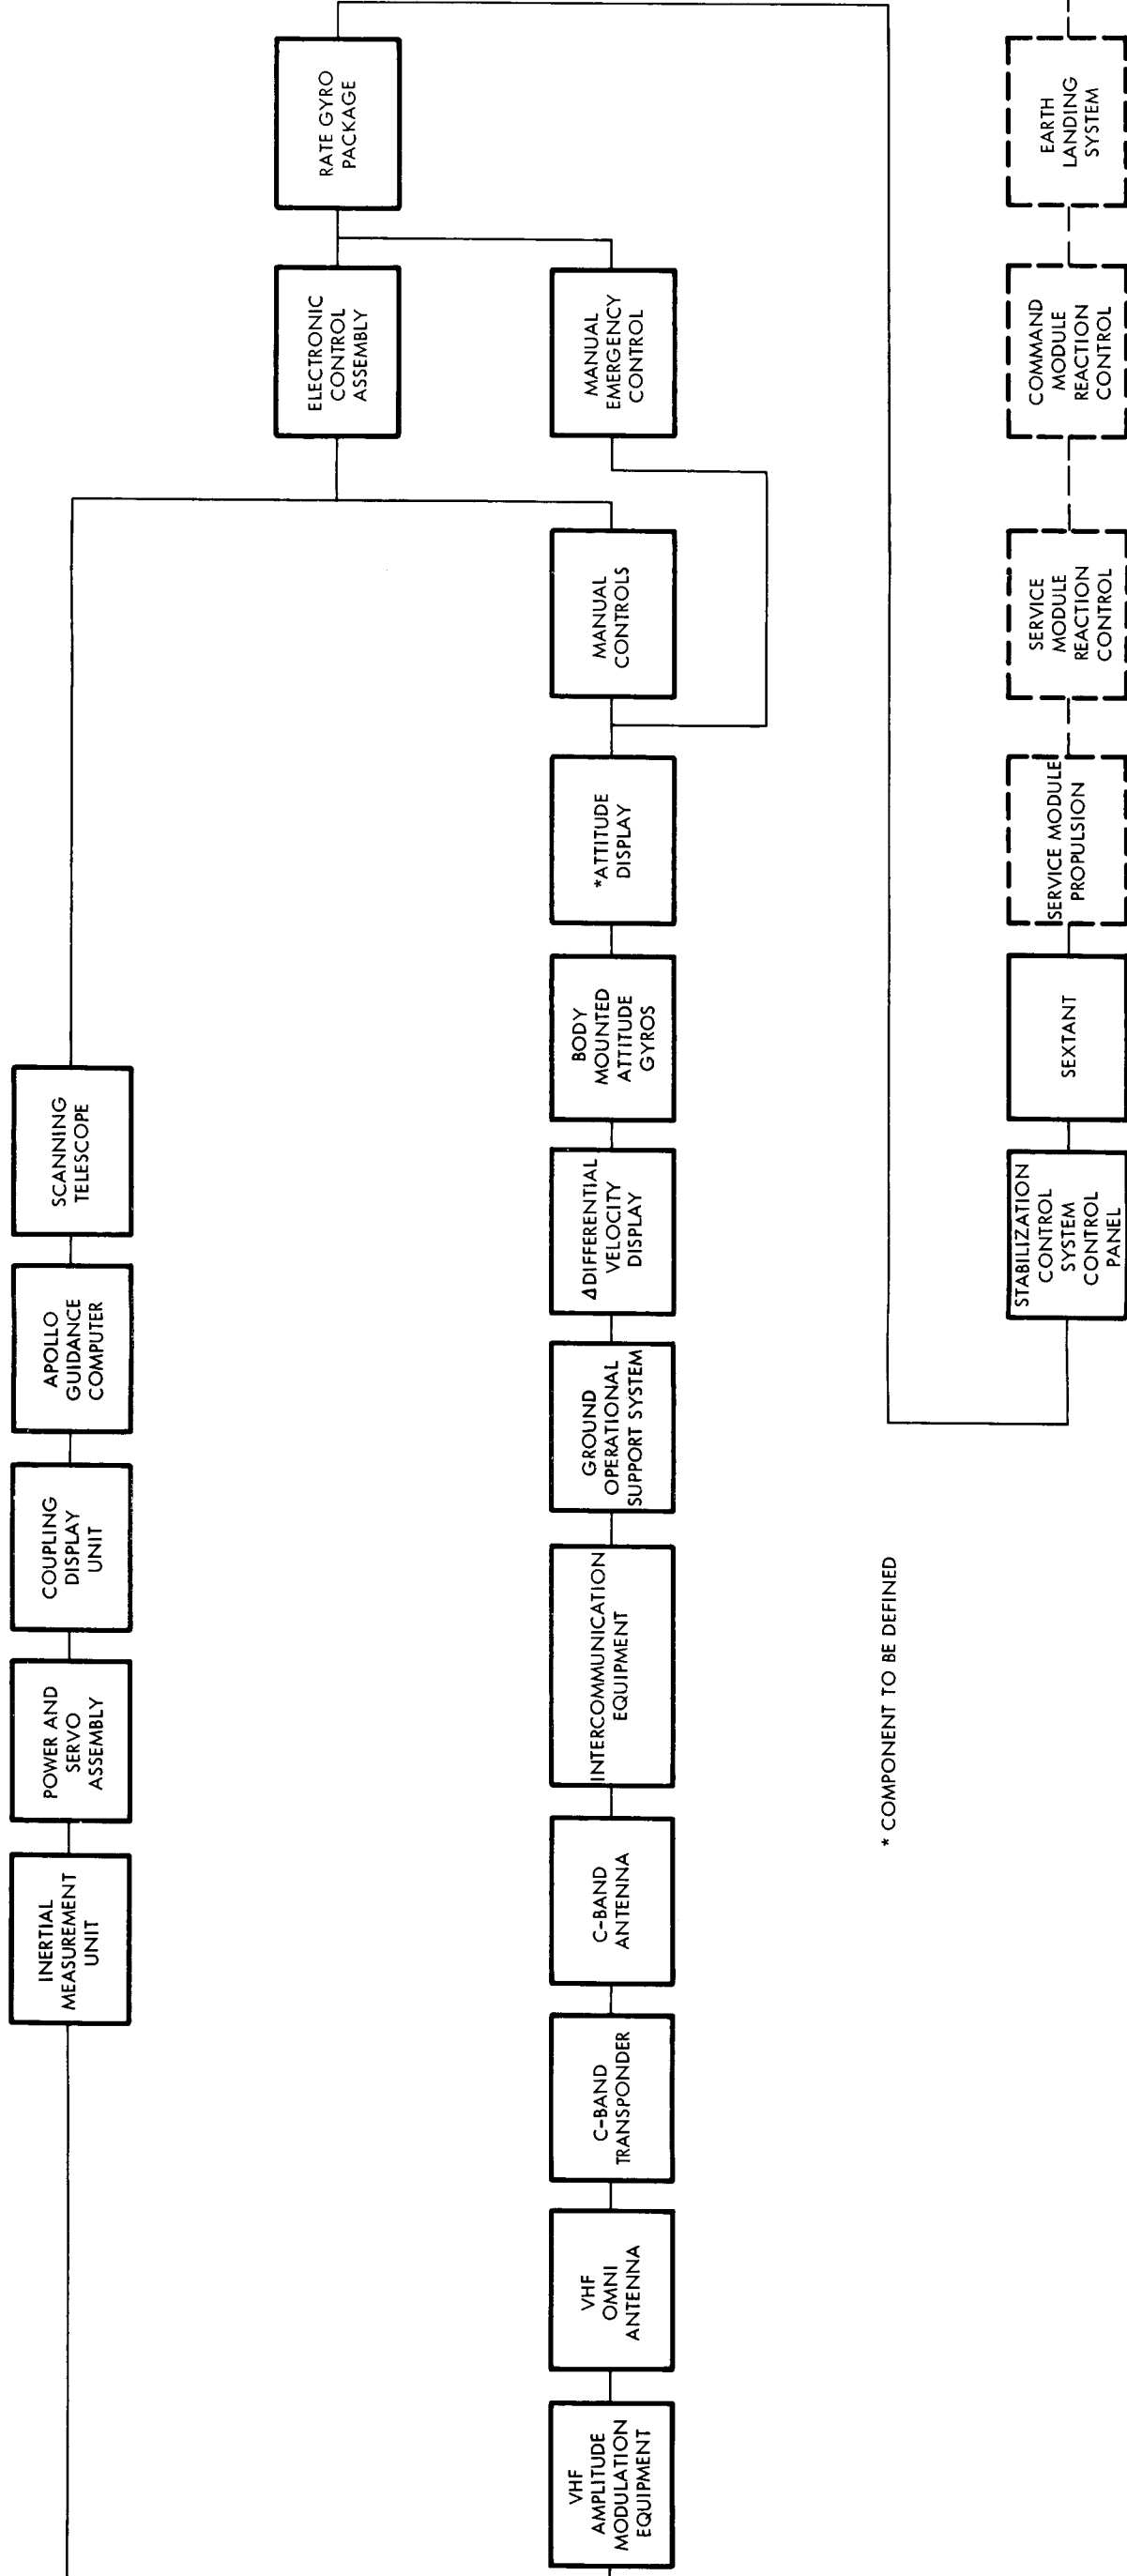 INERTIAL
MEASUREMENT
UNIT
POWER AND
SERVO
ASSEMBLY
COUPLING
DISPLAY
UNIT
APOLLO
GUIDANCE
COMPUTER
SCANNING
TELESCOPE
ELECTRONIC
CONTROL
ASSEMBLY
RATE GYRO
PACKAGE
VHF
AMPLITUDE
MODULATION
EQUIPMENT
VHF
OMNI
ANTENNA
C-BAND
TRANSPONDER
C-BAND
ANTENNA
INTERCOMMUNICATION
EQUIPMENT
GROUND
OPERATIONAL
SUPPORT SYSTEM
ΔDIFFERENTIAL
VELOCITY
DISPLAY
BODY
MOUNTED
ATTITUDE
GYROS
*ATTITUDE
DISPLAY
MANUAL
CONTROLS
MANUAL
EMERGENCY
CONTROL
* COMPONENT TO BE DEFINED
STABILIZATION
CONTROL
SYSTEM
CONTROL
PANEL
SEXTANT
SERVICE MODULE
PROPULSION
SERVICE
MODULE
REACTION
CONTROL
COMMAND
MODULE
REACTION
CONTROL
EARTH
LANDING
SYSTEM